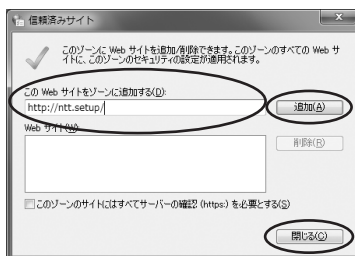 信頼済みサイト
このゾーンに Web サイトを追加/削除できます。このゾーンのすべての Web サ
イトに、このゾーンのセキュリティの設定が適用されます。
この Web サイトをゾーンに追加する(D):
http://ntt.setup/
追加(A)
Web サイト(W):
削除(R)
このゾーンのサイトにはすべてサーバーの確認 (https:) を必要とする(S)
閉じる(C)